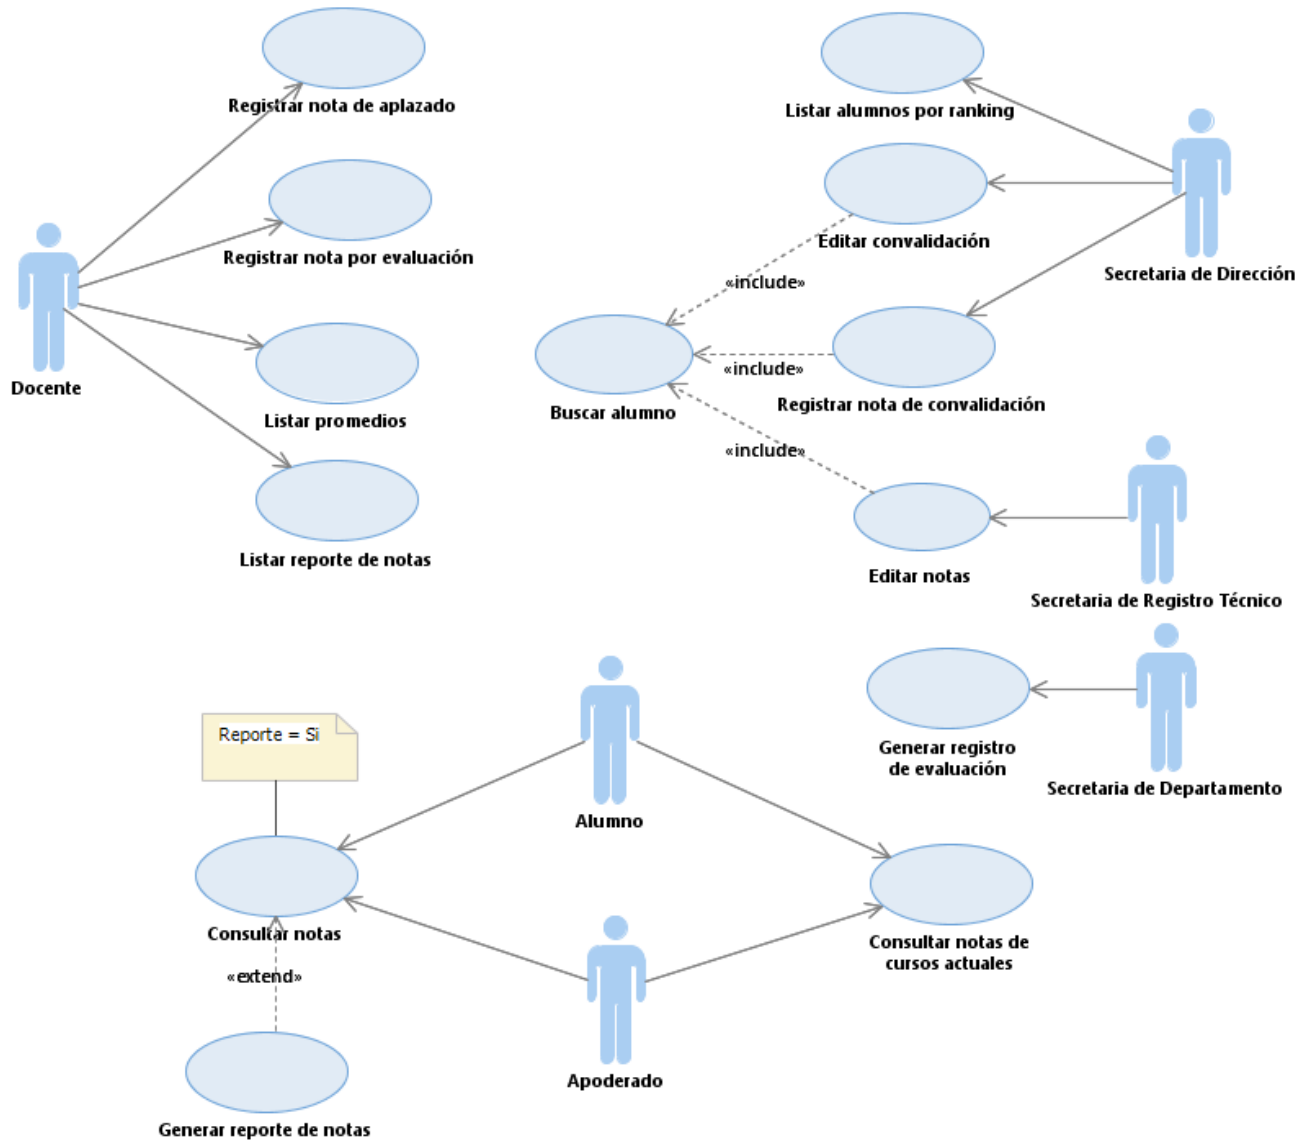 Registrar nota de aplazado
Listar alumnos por ranking
Registrar nota por evaluación
Editar convalidación
Secretaria de Dirección
«include»
Docente
Listar promedios
Buscar alumno
«include»
Registrar nota de convalidación
«include»
Listar reporte de notas
Editar notas
Secretaria de Registro Técnico
Reporte = Si
Generar registro
de evaluación
Secretaria de Departamento
Alumno
Consultar notas
Consultar notas de
cursos actuales
«extend»
Apoderado
Generar reporte de notas